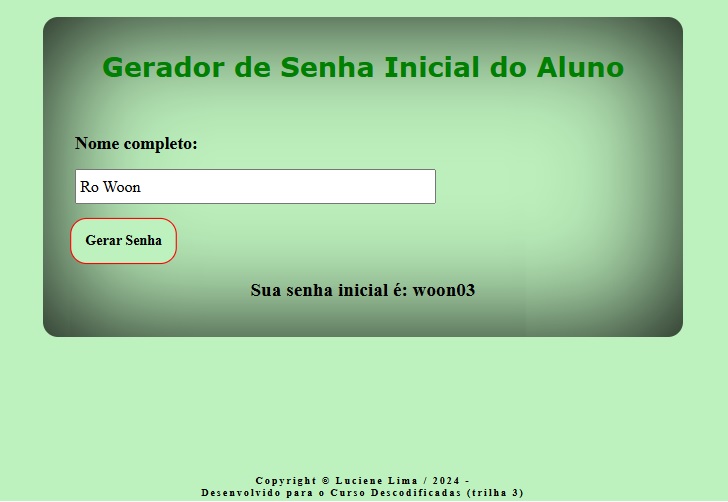 Gerador de Senha Inicial do Aluno
Nome completo:
Ro Woon
Gerar Senha
Sua senha inicial é: woon03
Copyright © Luciene Lima / 2024 -
Desenvolvido para o Curso Descodificadas (trilha 3)